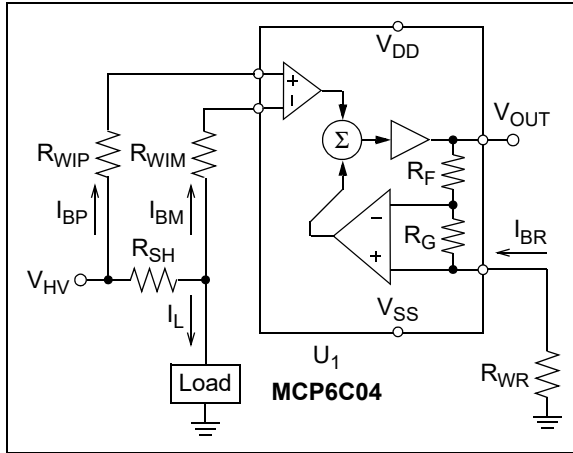 V_DD
+
−
V_OUT
R_WIP
R_WIM
Σ
R_F
I_BP
I_BM
−
R_G
I_BR
R_SH
+
V_HV
V_SS
I_L
U_1
R_WR
Load
MCP6C04